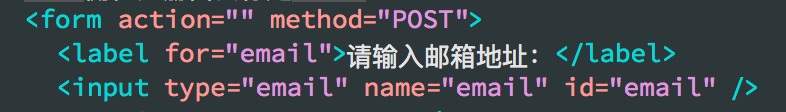 <form action="" method="POST">
<label for="email">请输入邮箱地址：</label>
<input type="email" name="email" id="email" />